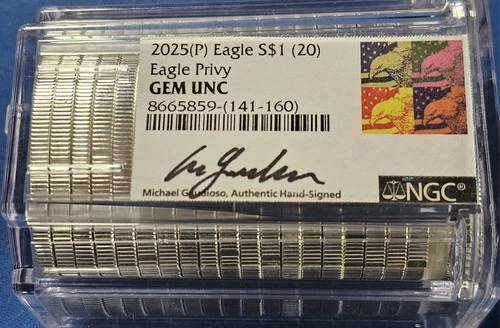 2025(P) Eagle S$1 (20)
Eagle Privy
GEM UNC
8665859-(141-160)
Michael Gaudioso, Authentic Hand-Signed
NGC®